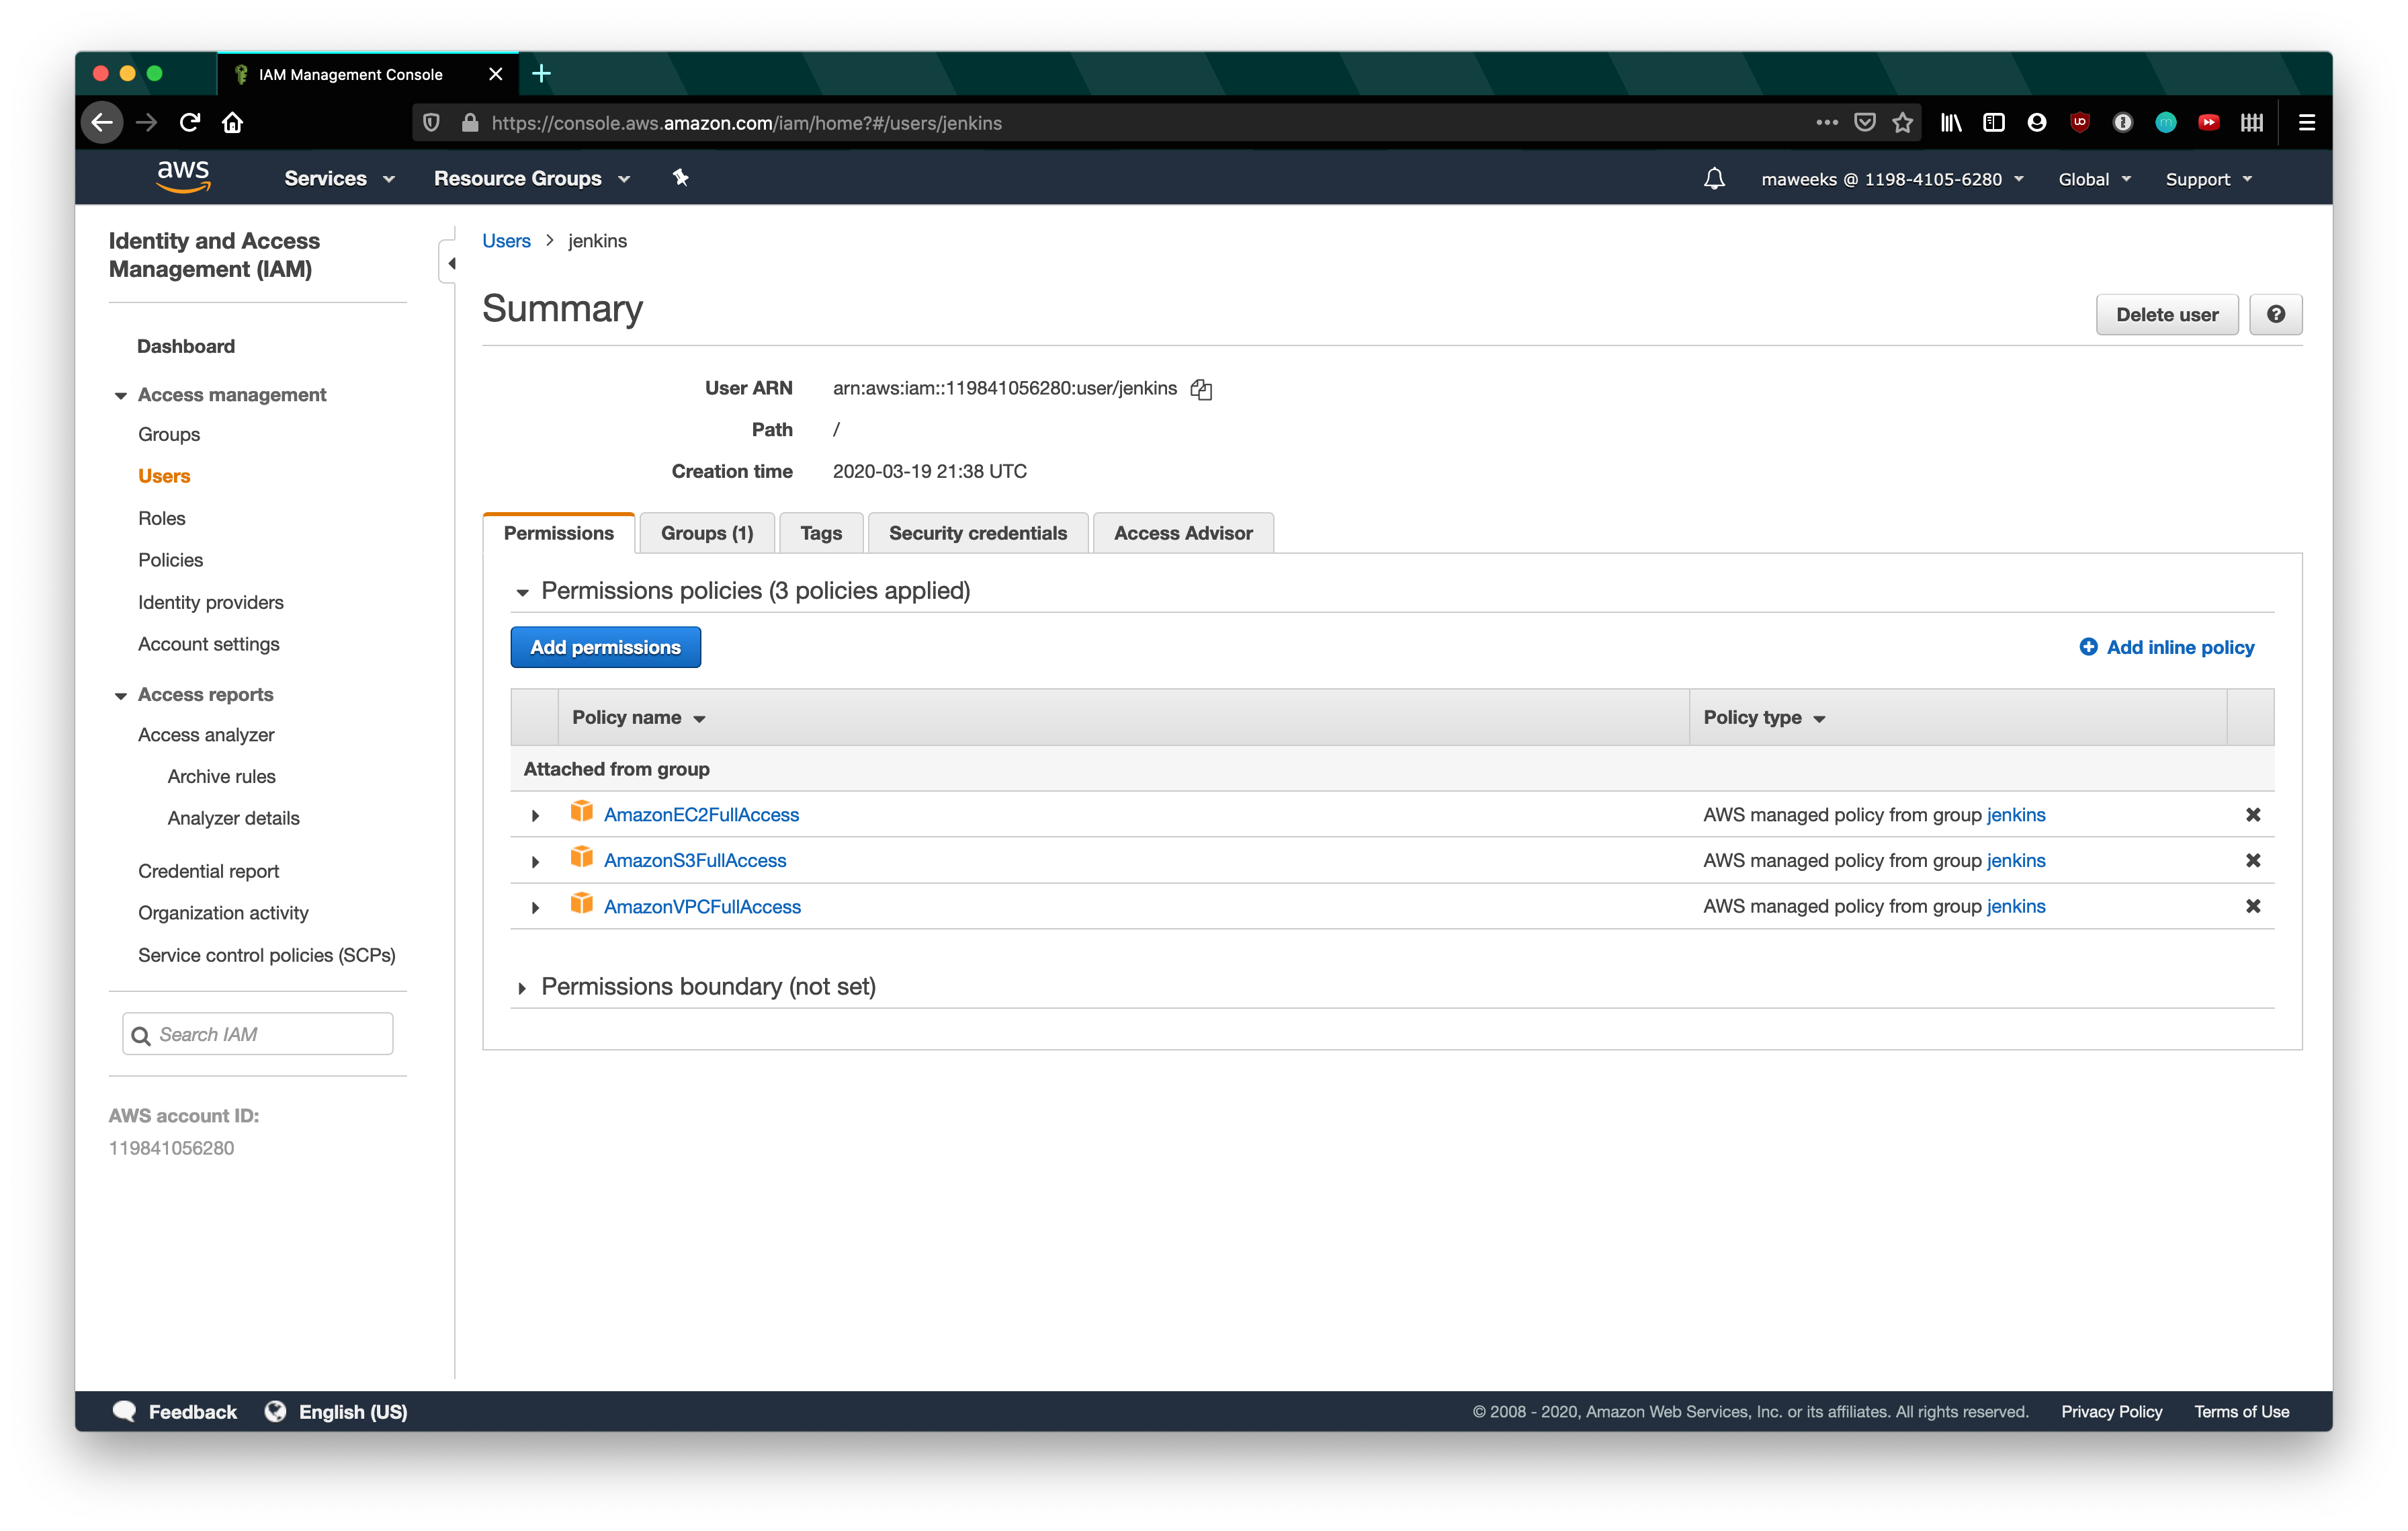 IAM Management Console
https://console.aws.amazon.com/iam/home?#/users/jenkins
aws
Services
Resource Groups
maweeks @ 1198-4105-6280
Global
Support
Identity and Access
Management (IAM)
Dashboard
Access management
Groups
Users
Roles
Policies
Identity providers
Account settings
Access reports
Access analyzer
Archive rules
Analyzer details
Credential report
Organization activity
Service control policies (SCPs)
Search IAM
AWS account ID:
119841056280
Users > jenkins
Summary
Delete user
User ARN arn:aws:iam::119841056280:user/jenkins
Path /
Creation time 2020-03-19 21:38 UTC
Permissions
Groups (1)
Tags
Security credentials
Access Advisor
Permissions policies (3 policies applied)
Add permissions
Add inline policy
Policy name
Policy type
Attached from group
AmazonEC2FullAccess AWS managed policy from group jenkins
AmazonS3FullAccess AWS managed policy from group jenkins
AmazonVPCFullAccess AWS managed policy from group jenkins
Permissions boundary (not set)
Feedback
English (US)
© 2008 - 2020, Amazon Web Services, Inc. or its affiliates. All rights reserved.
Privacy Policy
Terms of Use